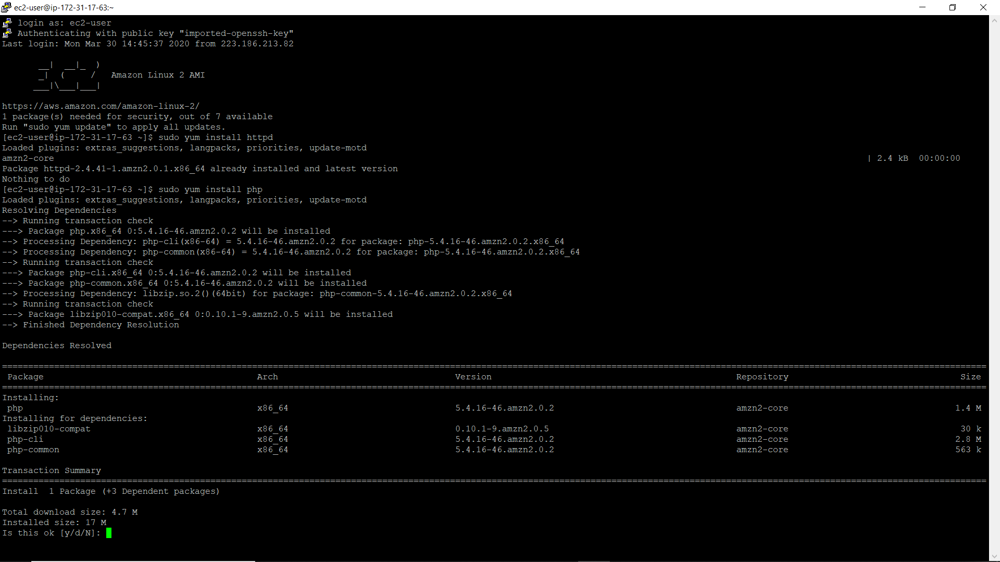 ec2-user@ip-172-31-17-63:~
login as: ec2-user
Authenticating with public key "imported-openssh-key"
Last login: Mon Mar 30 14:45:37 2020 from 223.186.213.82
       __|  __|_  )
       _|  (     /   Amazon Linux 2 AMI
      ___|\___|___|
https://aws.amazon.com/amazon-linux-2/
1 package(s) needed for security, out of 7 available
Run "sudo yum update" to apply all updates.
[ec2-user@ip-172-31-17-63 ~]$ sudo yum install httpd
Loaded plugins: extras_suggestions, langpacks, priorities, update-motd
amzn2-core | 2.4 kB  00:00:00
Package httpd-2.4.41-1.amzn2.0.1.x86_64 already installed and latest version
Nothing to do
[ec2-user@ip-172-31-17-63 ~]$ sudo yum install php
Loaded plugins: extras_suggestions, langpacks, priorities, update-motd
Resolving Dependencies
--> Running transaction check
---> Package php.x86_64 0:5.4.16-46.amzn2.0.2 will be installed
--> Processing Dependency: php-cli(x86-64) = 5.4.16-46.amzn2.0.2 for package: php-5.4.16-46.amzn2.0.2.x86_64
--> Processing Dependency: php-common(x86-64) = 5.4.16-46.amzn2.0.2 for package: php-5.4.16-46.amzn2.0.2.x86_64
--> Running transaction check
---> Package php-cli.x86_64 0:5.4.16-46.amzn2.0.2 will be installed
---> Package php-common.x86_64 0:5.4.16-46.amzn2.0.2 will be installed
--> Processing Dependency: libzip.so.2()(64bit) for package: php-common-5.4.16-46.amzn2.0.2.x86_64
--> Running transaction check
---> Package libzip010-compat.x86_64 0:0.10.1-9.amzn2.0.5 will be installed
--> Finished Dependency Resolution
Dependencies Resolved
Package Arch Version Repository Size
Installing:
php x86_64 5.4.16-46.amzn2.0.2 amzn2-core 1.4 M
Installing for dependencies:
libzip010-compat x86_64 0.10.1-9.amzn2.0.5 amzn2-core 30 k
php-cli x86_64 5.4.16-46.amzn2.0.2 amzn2-core 2.8 M
php-common x86_64 5.4.16-46.amzn2.0.2 amzn2-core 563 k
Transaction Summary
Install  1 Package (+3 Dependent packages)
Total download size: 4.7 M
Installed size: 17 M
Is this ok [y/d/N]: